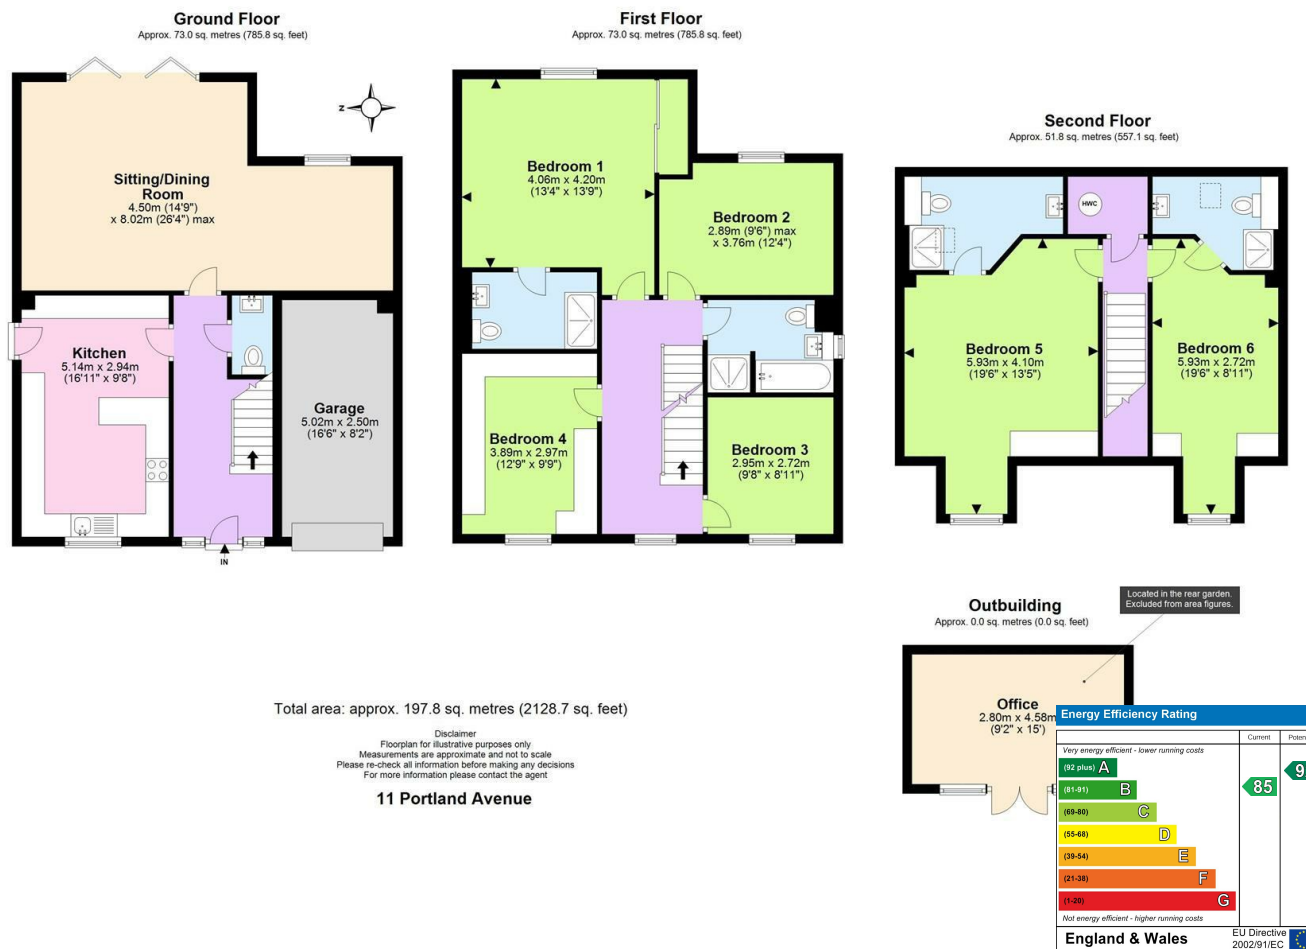 Ground Floor
Approx. 73.0 sq. metres (785.8 sq. feet)
Sitting/Dining
Room
4.50m (14'9")
x 8.02m (26'4") max
Z
Kitchen
5.14m x 2.94m
(16'11" x 9'8")
Garage
5.02m x 2.50m
(16'6" x 8'2")
IN
First Floor
Approx. 73.0 sq. metres (785.8 sq. feet)
Bedroom 1
4.06m x 4.20m
(13'4" x 13'9")
Bedroom 2
2.89m (9'6") max
x 3.76m (12'4")
Bedroom 4
3.89m x 2.97m
(12'9" x 9'9")
Bedroom 3
2.95m x 2.72m
(9'8" x 8'11")
Second Floor
Approx. 51.8 sq. metres (557.1 sq. feet)
HWC
Bedroom 5
5.93m x 4.10m
(19'6" x 13'5")
Bedroom 6
5.93m x 2.72m
(19'6" x 8'11")
Outbuilding
Approx. 0.0 sq. metres (0.0 sq. feet)
Located in the rear garden.
Excluded from area figures.
Office
2.80m x 4.58m
(9'2" x 15')
Total area: approx. 197.8 sq. metres (2128.7 sq. feet)
Disclaimer
Floorplan for illustrative purposes only
Measurements are approximate and not to scale
Please re-check all information before making any decisions
For more information please contact the agent
11 Portland Avenue
Energy Efficiency Rating
Current
Very energy efficient - lower running costs
(92 plus) A
9
(81-91) B
85
(69-80) C
(55-68) D
(39-54) E
(21-38) F
(1-20) G
Not energy efficient - higher running costs
England & Wales
EU Directive
2002/91/EC